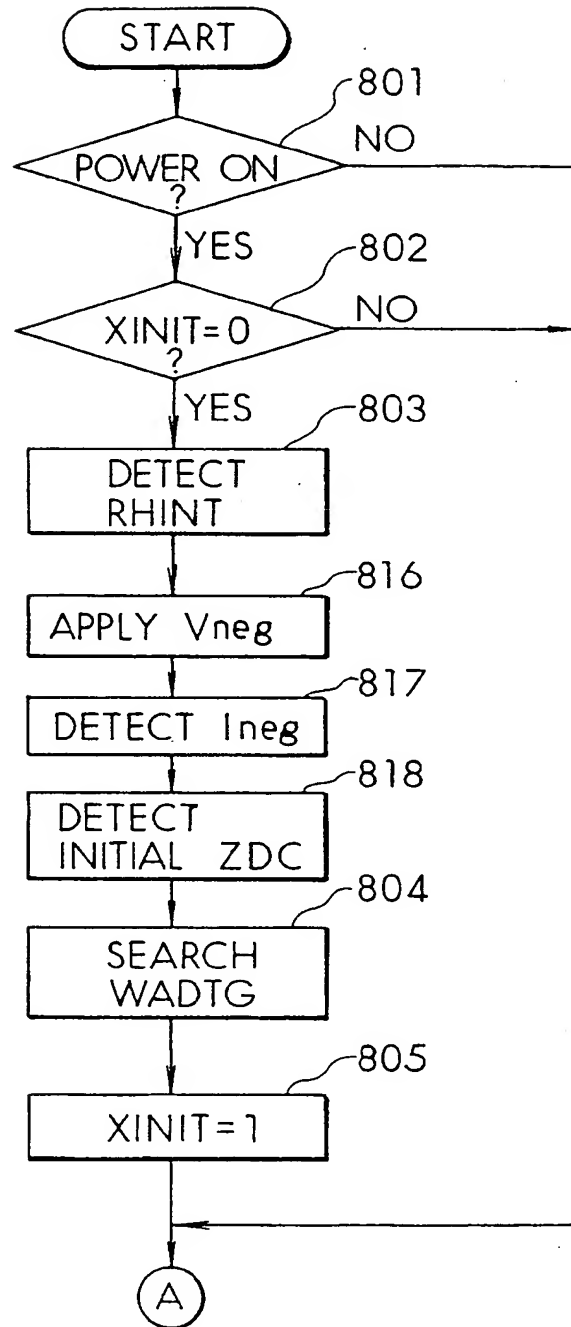 START
801
POWER ON
?
NO
YES
802
XINIT=0
?
NO
YES
803
DETECT
RHINT
816
APPLY Vneg
817
DETECT Ineg
818
DETECT
INITIAL ZDC
804
SEARCH
WADTG
805
XINIT=1
A